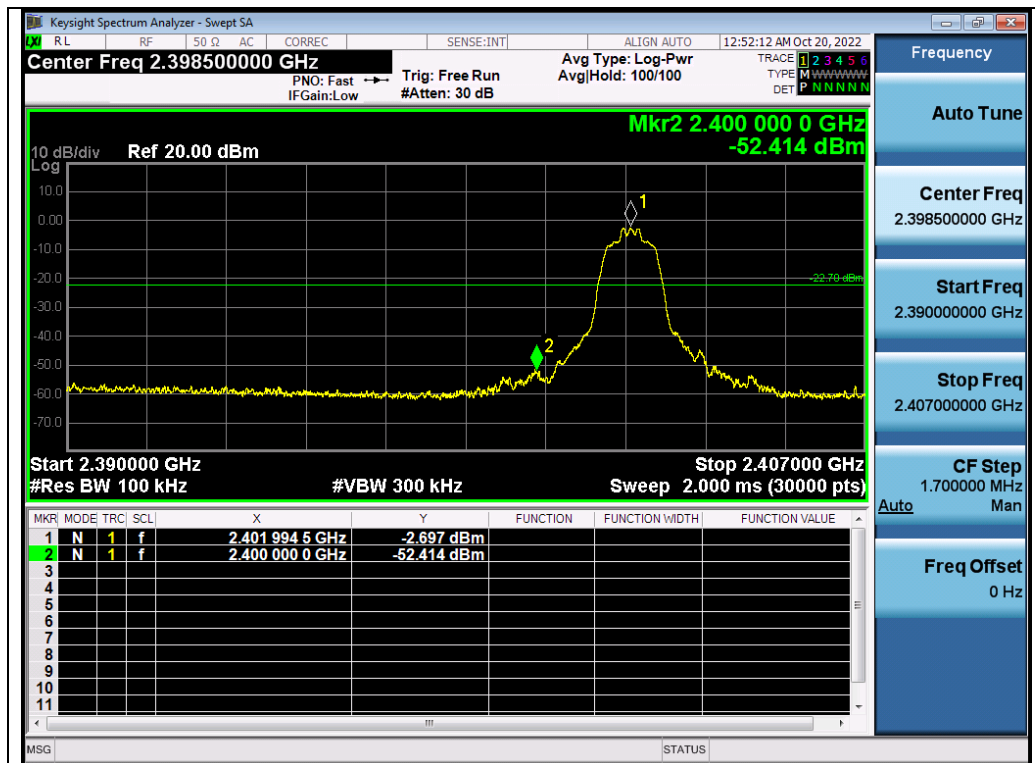 Keysight Spectrum Analyzer - Swept SA
LXI RL RF 50 Ω AC CORREC SENSE:INT ALIGN AUTO 12:52:12 AM Oct 20, 2022
Center Freq 2.398500000 GHz
PNO: Fast
IFGain:Low
Trig: Free Run
#Atten: 30 dB
Avg Type: Log-Pwr
Avg|Hold: 100/100
TRACE 1 2 3 4 5 6
TYPE M WWWWW
DET P N N N N N
Mkr2 2.400 000 0 GHz
-52.414 dBm
10 dB/div Ref 20.00 dBm
Log
10.0
0.00
-10.0
-20.0
-30.0
-40.0
-50.0
-60.0
-70.0
1
2
-22.70 dBm
Start 2.390000 GHz Stop 2.407000 GHz
#Res BW 100 kHz #VBW 300 kHz Sweep 2.000 ms (30000 pts)
MKR MODE TRC SCL X Y FUNCTION FUNCTION WIDTH FUNCTION VALUE
1 N 1 f 2.401 994 5 GHz -2.697 dBm
2 N 1 f 2.400 000 0 GHz -52.414 dBm
3
4
5
6
7
8
9
10
11
MSG STATUS
Frequency
Auto Tune
Center Freq
2.398500000 GHz
Start Freq
2.390000000 GHz
Stop Freq
2.407000000 GHz
CF Step
1.700000 MHz
Auto Man
Freq Offset
0 Hz